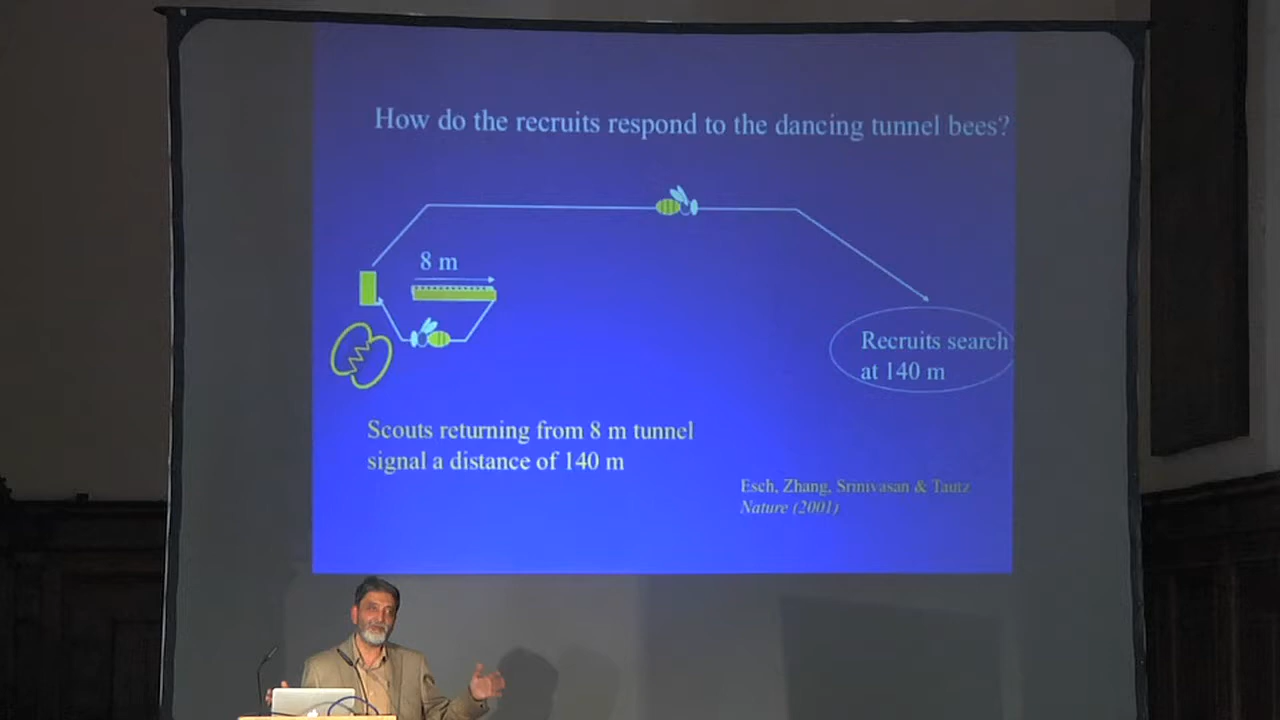 How do the recruits respond to the dancing tunnel bees?
8 m
Recruits search
at 140 m
Scouts returning from 8 m tunnel
signal a distance of 140 m
Esch, Zhang, Srinivasan & Tautz
Nature (2001)